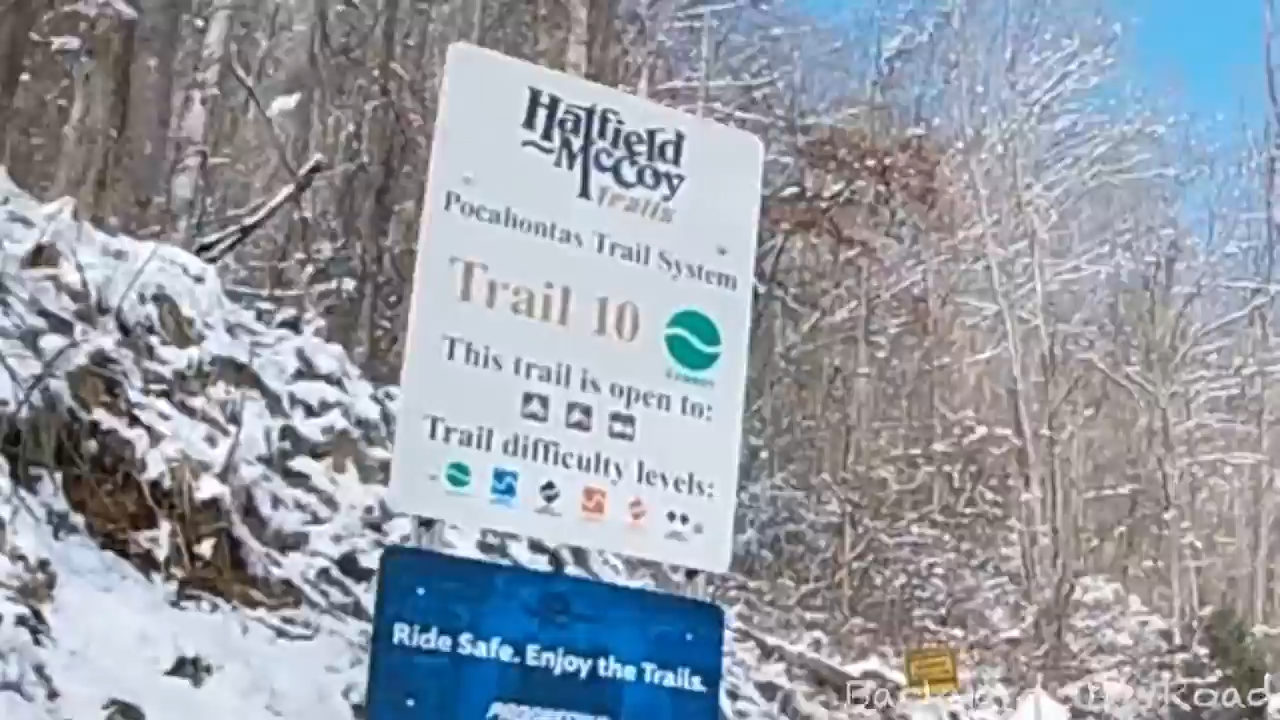 Hatfield
McCoy
Trails
Pocahontas Trail System
Trail 10
This trail is open to:
Trail difficulty levels:
Ride Safe. Enjoy the Trails.